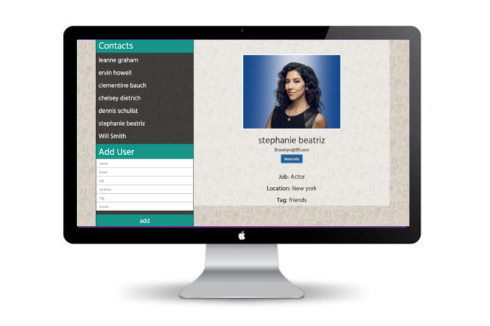 Contacts
leanne graham
ervin howell
clementine bauch
chelsey dietrich
dennis schulist
stephanie beatriz
Will Smith
Add User
name
email
job
location
tag
add
stephanie beatriz
Brooklyn@99.com
More Info
Job: Actor
Location: New york
Tag: friends